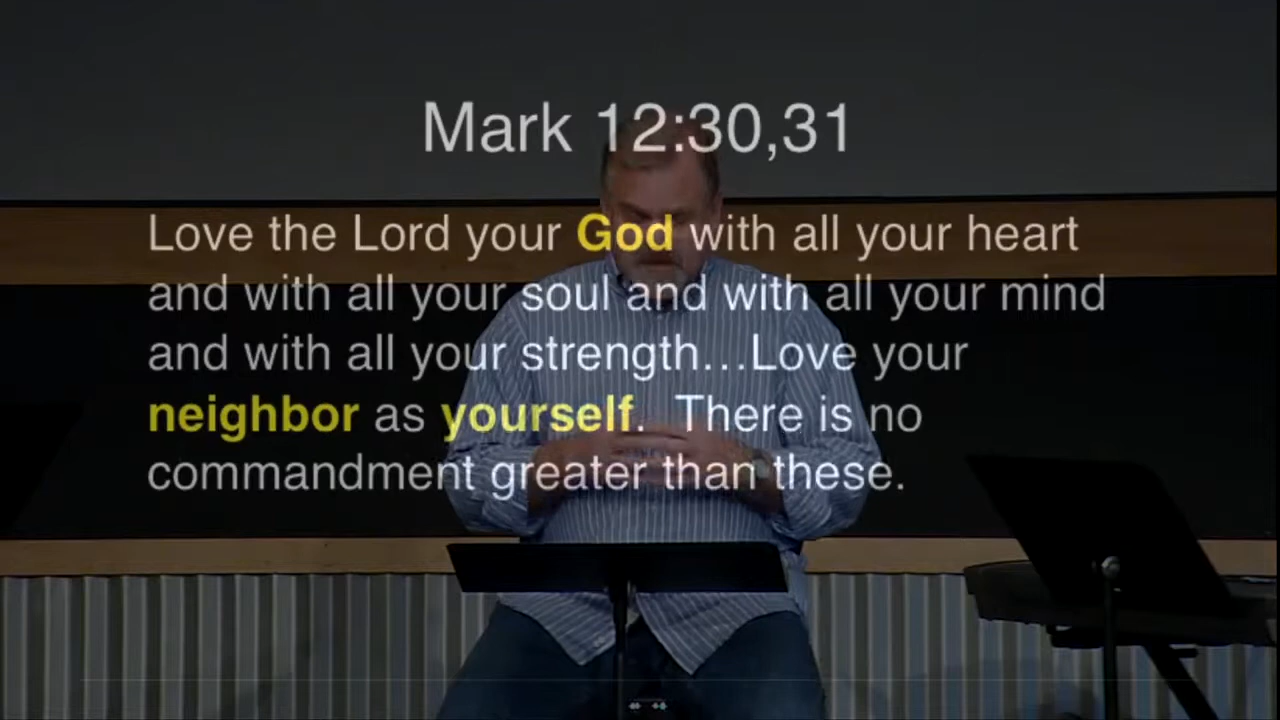 Mark 12:30,31
Love the Lord your God with all your heart
and with all your soul and with all your mind
and with all your strength...Love your
neighbor as yourself.  There is no
commandment greater than these.